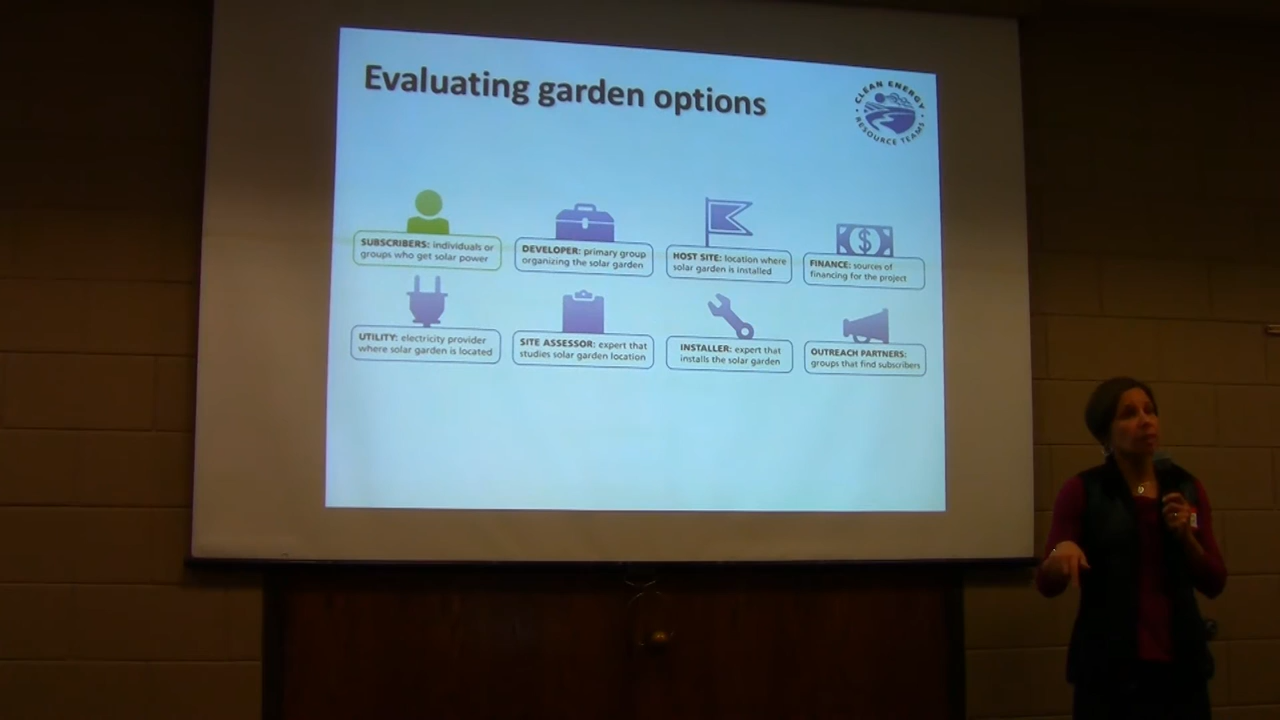 Evaluating garden options
CLEAN ENERGY
RESOURCE TEAMS
SUBSCRIBERS: individuals or
groups who get solar power
DEVELOPER: primary group
organizing the solar garden
HOST SITE: location where
solar garden is installed
FINANCE: sources of
financing for the project
UTILITY: electricity provider
where solar garden is located
SITE ASSESSOR: expert that
studies solar garden location
INSTALLER: expert that
installs the solar garden
OUTREACH PARTNERS:
groups that find subscribers